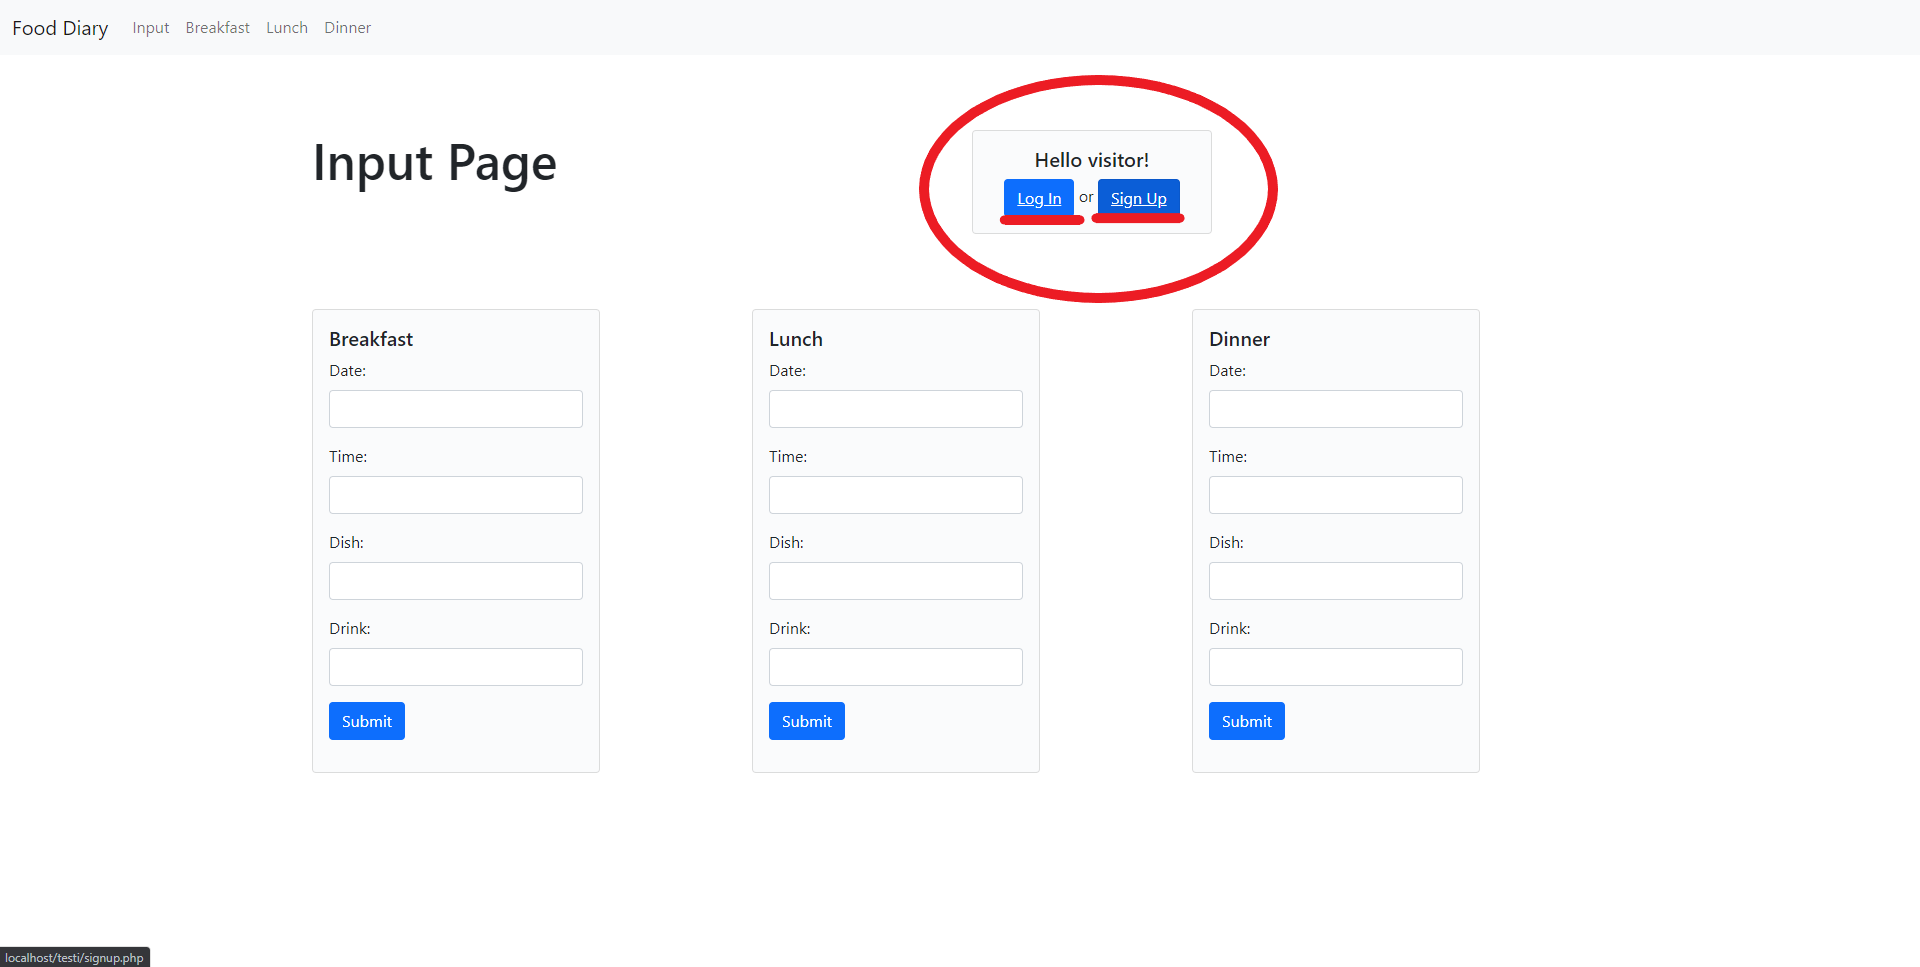 Food Diary Input Breakfast Lunch Dinner
Input Page
Hello visitor!
Log In or Sign Up
Breakfast
Date:
Time:
Dish:
Drink:
Submit
Lunch
Date:
Time:
Dish:
Drink:
Submit
Dinner
Date:
Time:
Dish:
Drink:
Submit
localhost/testi/signup.php